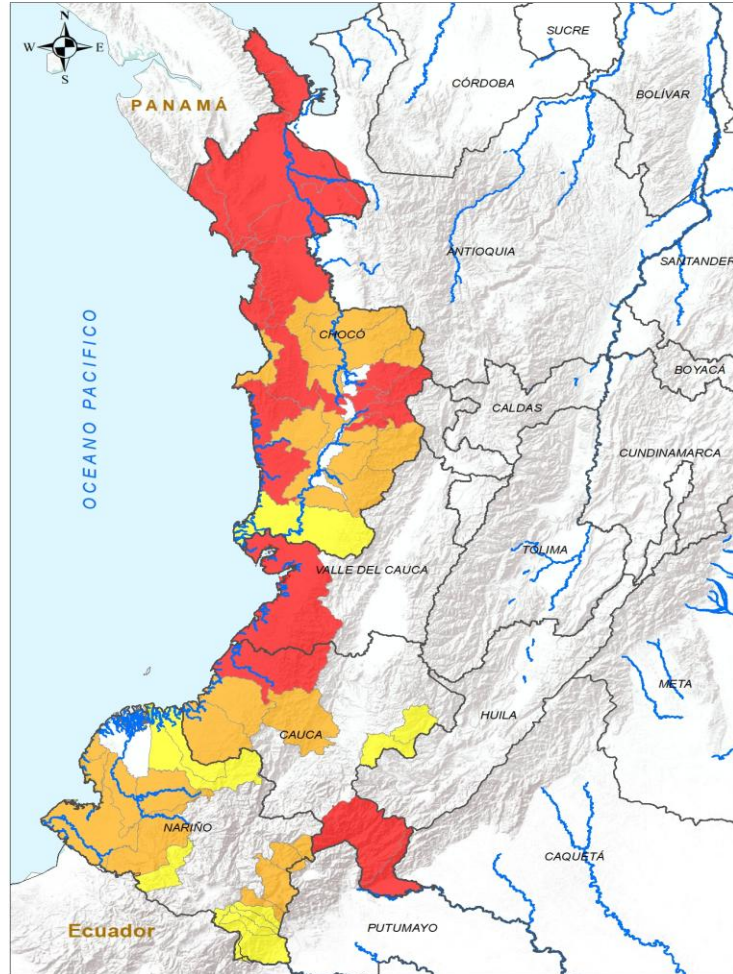 N
W E
S
PANAMÁ
SUCRE
CÓRDOBA
BOLÍVAR
ANTIOQUIA
SANTANDER
OCEANO PACIFICO
CHOCÓ
BOYACÁ
CALDAS
CUNDINAMARCA
TOLIMA
VALLE DEL CAUCA
META
HUILA
CAUCA
NARIÑO
CAQUETÁ
Ecuador
PUTUMAYO